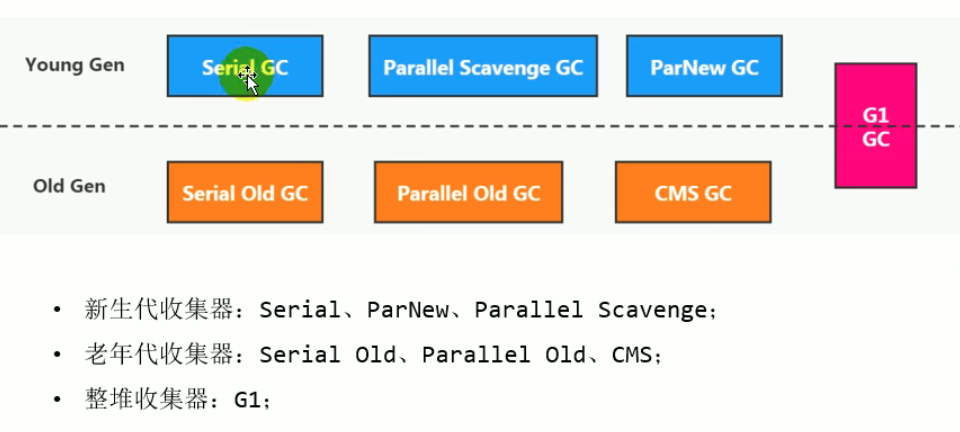 Young Gen
Serial GC
Parallel Scavenge GC
ParNew GC
G1
GC
Old Gen
Serial Old GC
Parallel Old GC
CMS GC
• 新生代收集器：Serial、ParNew、Parallel Scavenge；
• 老年代收集器：Serial Old、Parallel Old、CMS；
• 整堆收集器：G1；